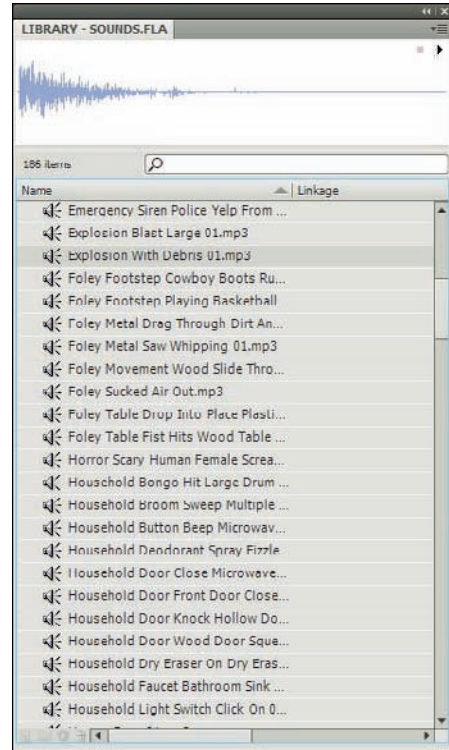 LIBRARY - SOUNDS.FLA
186 items
Name Linkage
Emergency Siren Police Yelp From ...
Explosion Blast Large 01.mp3
Explosion With Debris 01.mp3
Foley Footstep Cowboy Boots Ru...
Foley Footstep Playing Basketball
Foley Metal Drag Through Dirt An...
Foley Metal Saw Whipping 01.mp3
Foley Movement Wood Slide Thro...
Foley Sucked Air Out.mp3
Foley Table Drop Into Place Plasti...
Foley Table Fist Hits Wood Table ...
Horror Scary Human Female Screa...
Household Bongo Hit Large Drum ...
Household Broom Sweep Multiple ...
Household Button Beep Microwav...
Household Deodorant Spray Fizzle
Household Door Close Microwave...
Household Door Front Door Close...
Household Door Knock Hollow Do...
Household Door Wood Door Sque...
Household Dry Eraser On Dry Eras...
Household Faucet Bathroom Sink ...
Household Light Switch Click On 0...